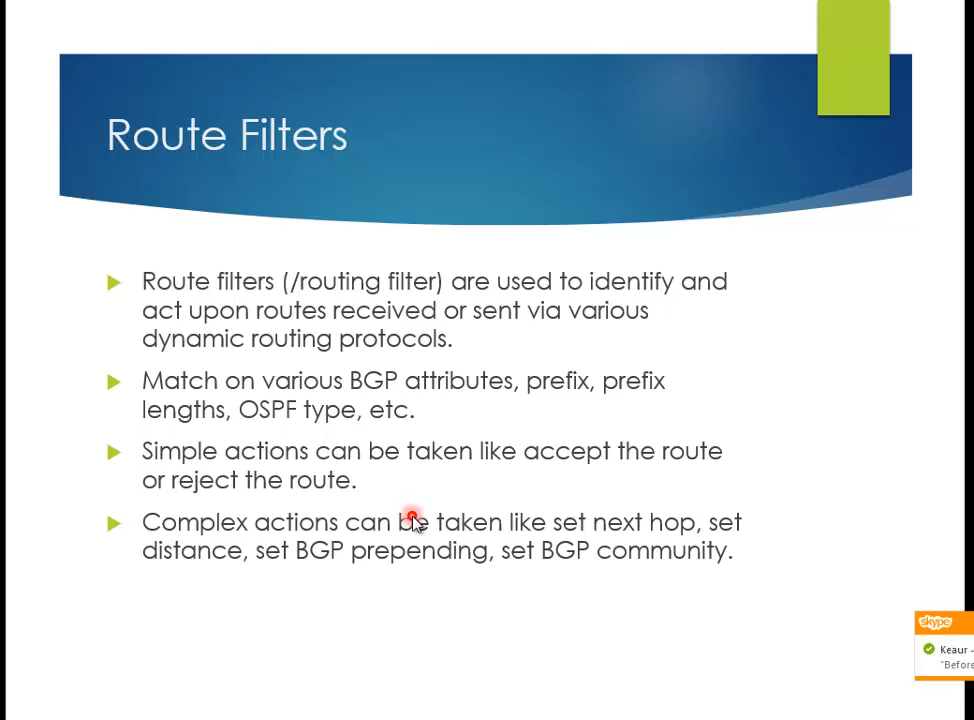 Route Filters
Route filters (/routing filter) are used to identify and
act upon routes received or sent via various
dynamic routing protocols.
Match on various BGP attributes, prefix, prefix
lengths, OSPF type, etc.
Simple actions can be taken like accept the route
or reject the route.
Complex actions can be taken like set next hop, set
distance, set BGP prepending, set BGP community.
skype
Keaur -
"Before